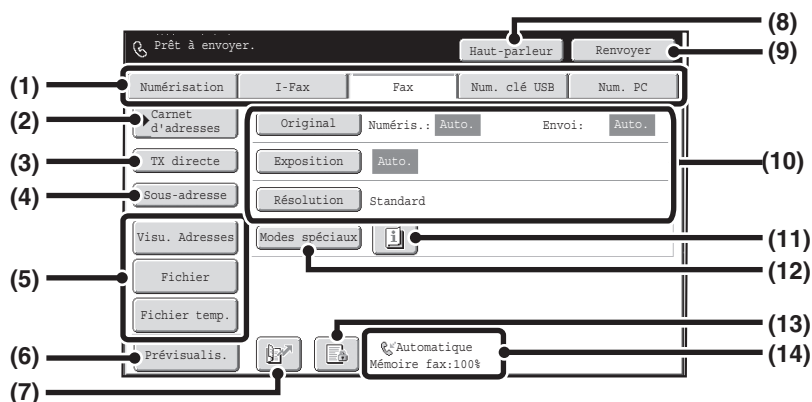 (8)
Prêt à envoyer.
Haut-parleur
Renvoyer
(9)
(1)
Numérisation
I-Fax
Fax
Num. clé USB
Num. PC
(2)
Carnet
d'adresses
Original
Numéris.: Auto.
Envoi: Auto.
(3)
TX directe
Exposition
Auto.
(10)
(4)
Sous-adresse
Résolution
Standard
Visu. Adresses
Modes spéciaux
(11)
(12)
(5)
Fichier
Fichier temp.
(13)
(6)
Prévisualis.
Automatique
Mémoire fax:100%
(14)
(7)